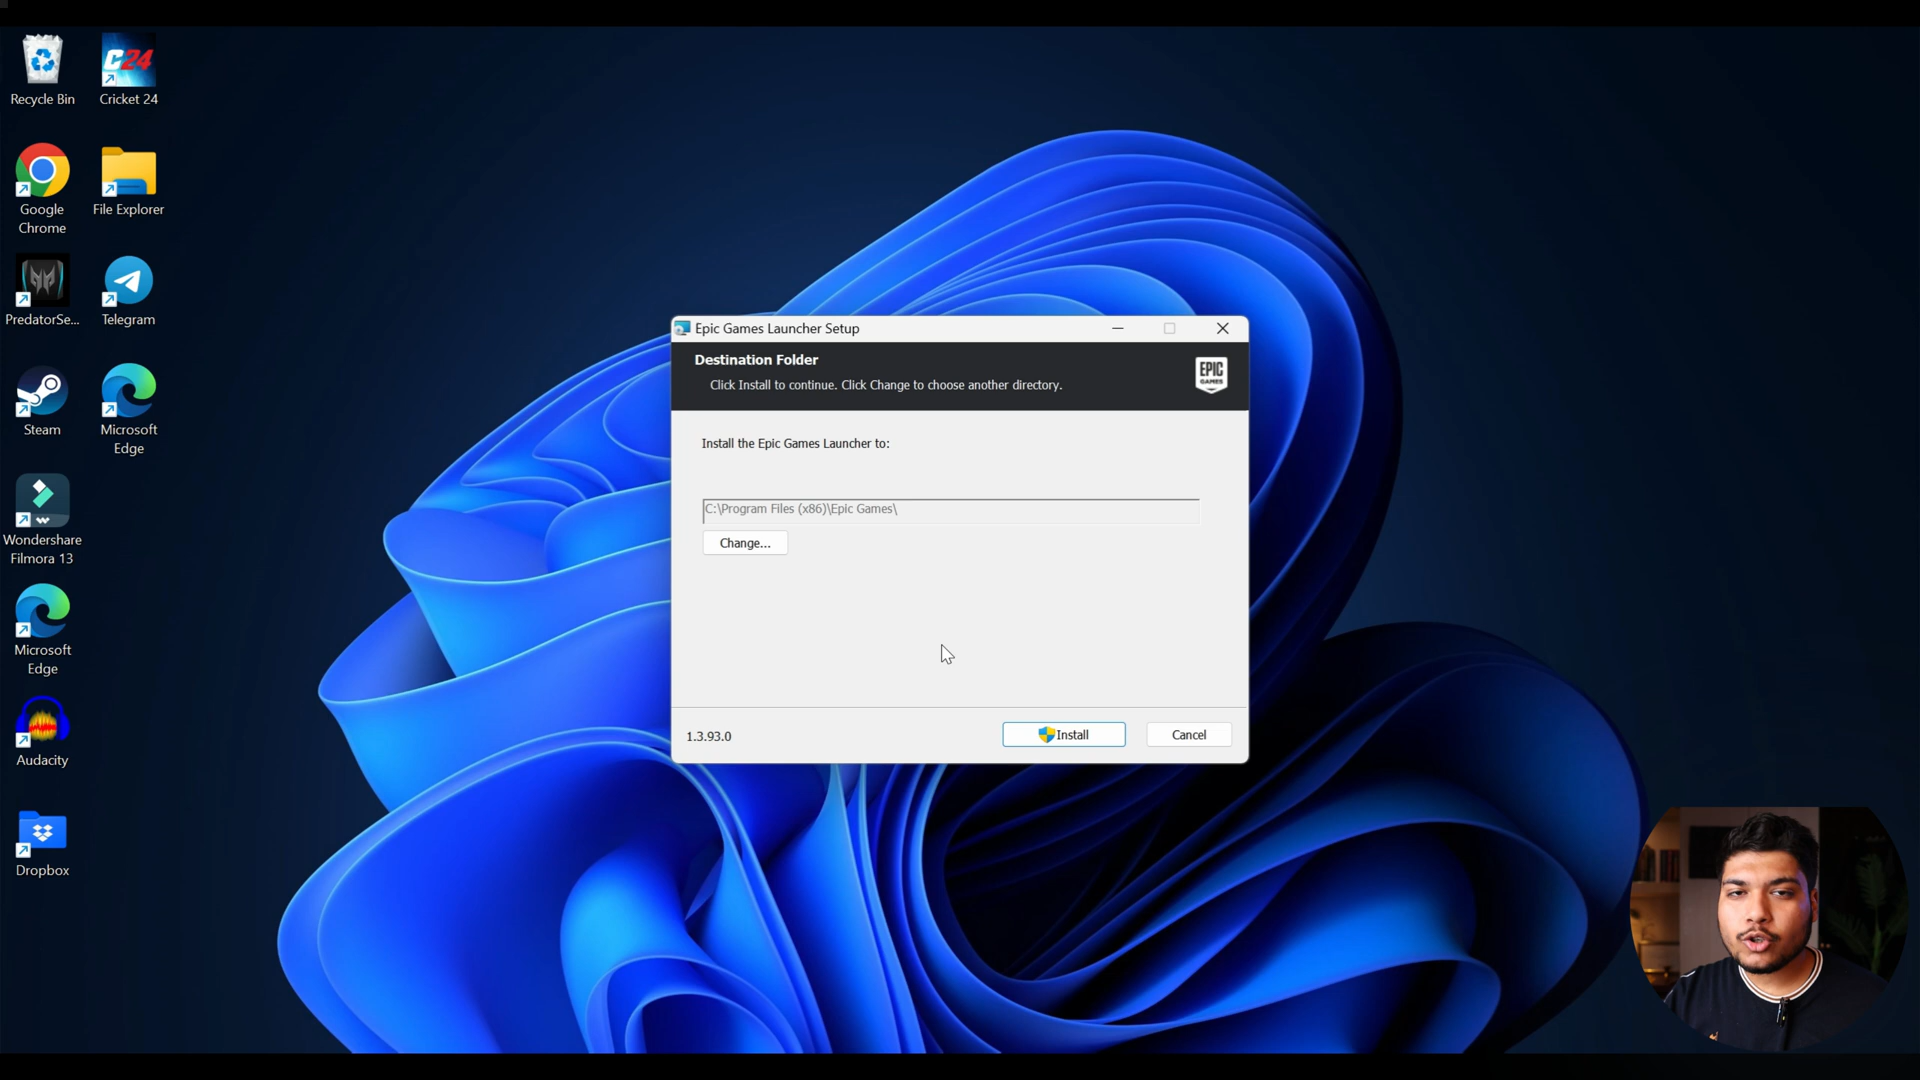 Recycle Bin
Cricket 24
C24
Google
Chrome
File Explorer
PredatorSe...
Telegram
Steam
Microsoft
Edge
Wondershare
Filmora 13
Microsoft
Edge
Audacity
Dropbox
Epic Games Launcher Setup
Destination Folder
Click Install to continue. Click Change to choose another directory.
EPIC
GAMES
Install the Epic Games Launcher to:
C:\Program Files (x86)\Epic Games\
Change...
1.3.93.0
Install
Cancel